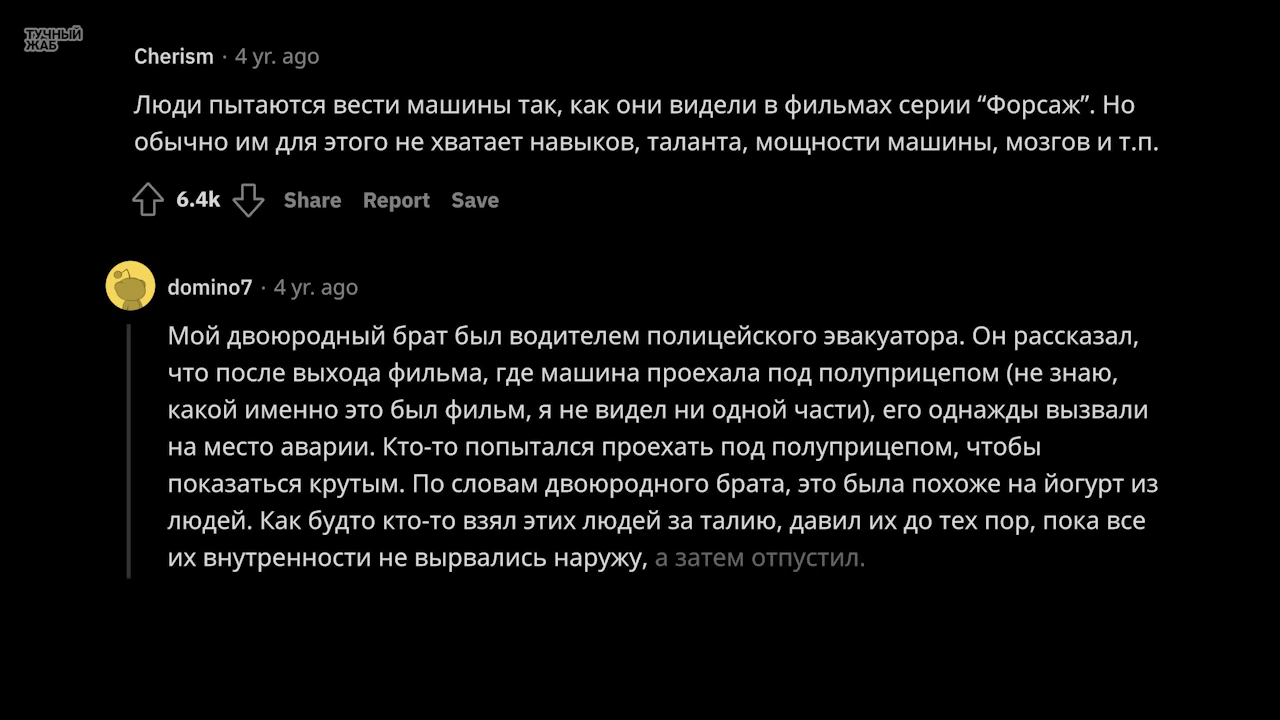 ТУЧНЫЙ
ЖАБ
Cherism · 4 yr. ago
Люди пытаются вести машины так, как они видели в фильмах серии “Форсаж”. Но
обычно им для этого не хватает навыков, таланта, мощности машины, мозгов и т.п.
6.4k Share Report Save
domino7 · 4 yr. ago
Мой двоюродный брат был водителем полицейского эвакуатора. Он рассказал,
что после выхода фильма, где машина проехала под полуприцепом (не знаю,
какой именно это был фильм, я не видел ни одной части), его однажды вызвали
на место аварии. Кто-то попытался проехать под полуприцепом, чтобы
показаться крутым. По словам двоюродного брата, это была похоже на йогурт из
людей. Как будто кто-то взял этих людей за талию, давил их до тех пор, пока все
их внутренности не вырвались наружу, а затем отпустил.